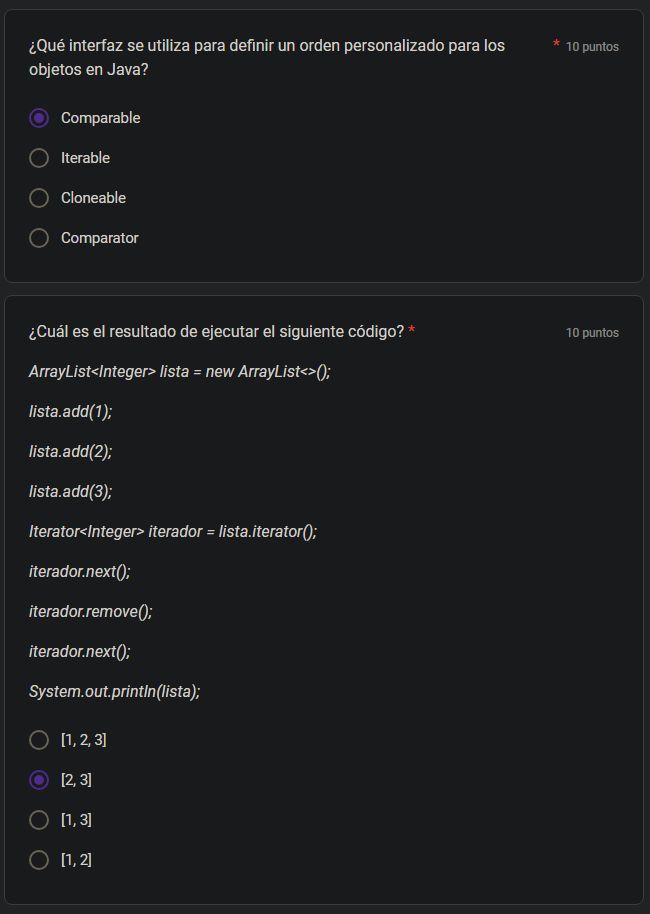 ¿Qué interfaz se utiliza para definir un orden personalizado para los
objetos en Java?
* 10 puntos
Comparable
Iterable
Cloneable
Comparator
¿Cuál es el resultado de ejecutar el siguiente código? *
10 puntos
ArrayList<Integer> lista = new ArrayList<>();
lista.add(1);
lista.add(2);
lista.add(3);
Iterator<Integer> iterador = lista.iterator();
iterador.next();
iterador.remove();
iterador.next();
System.out.println(lista);
[1, 2, 3]
[2, 3]
[1, 3]
[1, 2]